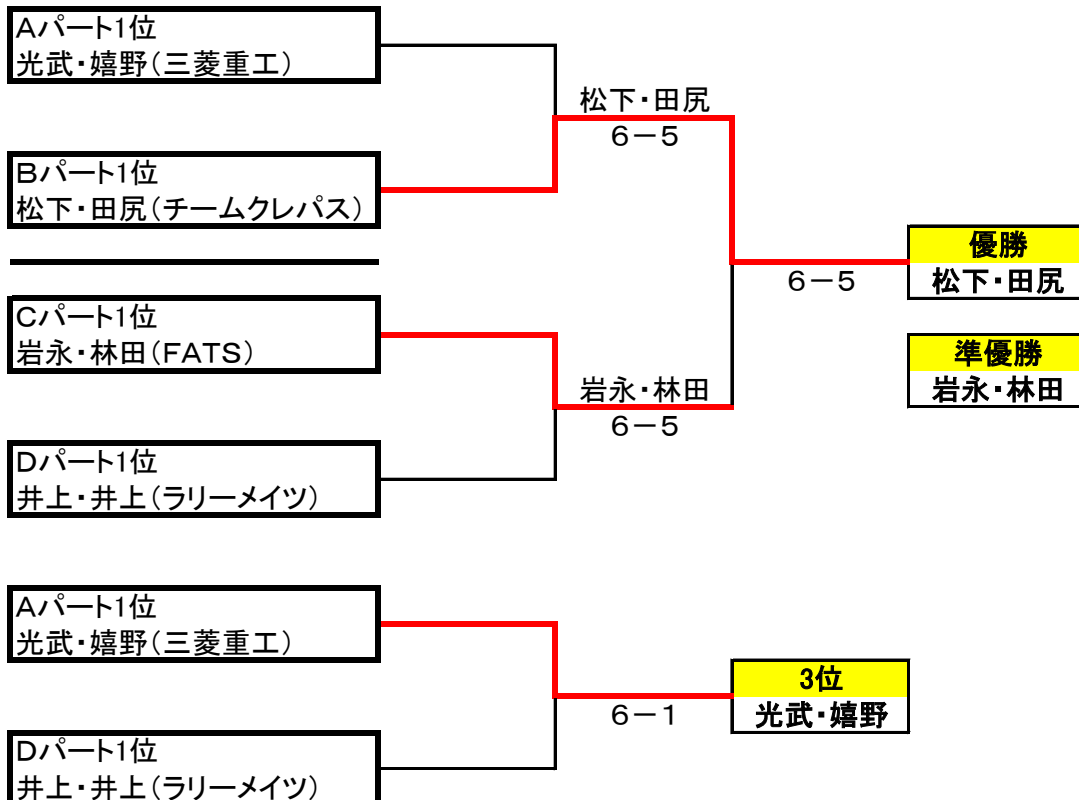 Aパート1位
光武・嬉野(三菱重工)
松下・田尻
6-5
Bパート1位
松下・田尻(チームクレパス)
優勝
松下・田尻
6-5
Cパート1位
岩永・林田(FATS)
準優勝
岩永・林田
岩永・林田
6-5
Dパート1位
井上・井上(ラリーメイツ)
Aパート1位
光武・嬉野(三菱重工)
3位
光武・嬉野
6-1
Dパート1位
井上・井上(ラリーメイツ)